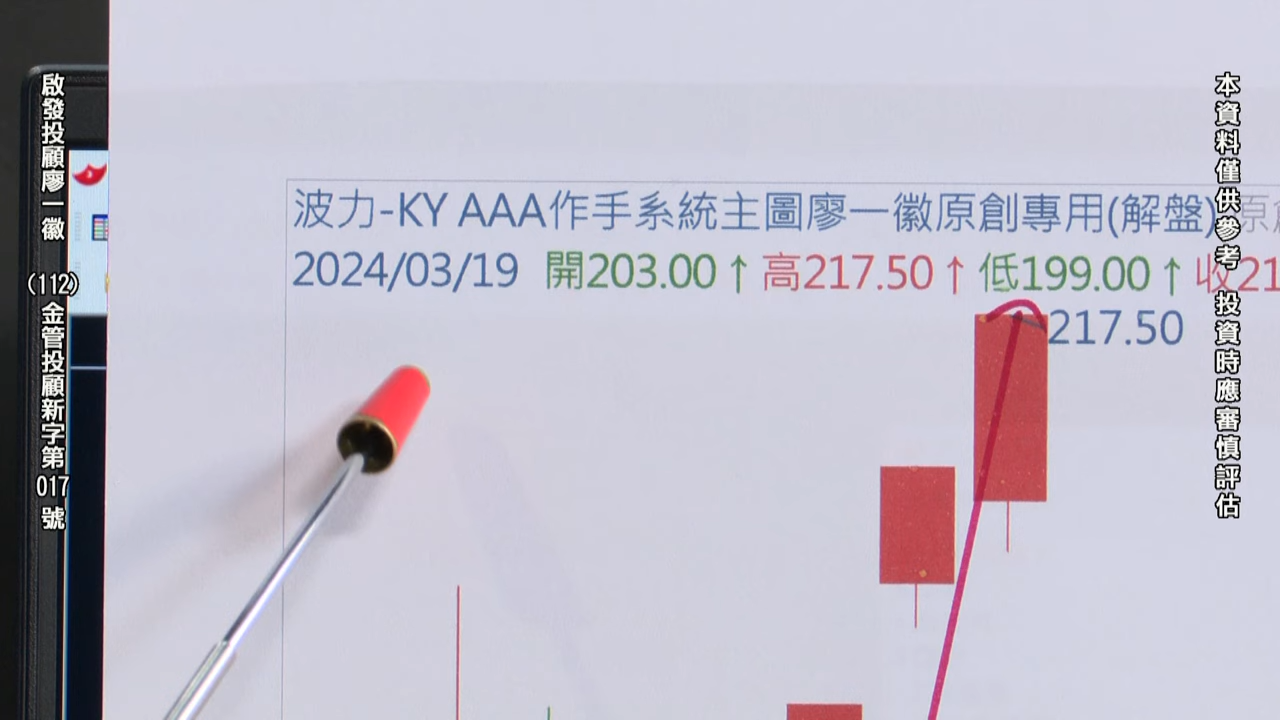 啟發投顧廖一徽
(112)金管投顧新字第017號
波力-KY AAA作手系統主圖廖一徽原創專用(解盤)原
2024/03/19 開203.00↑ 高217.50↑ 低199.00↑ 收21
217.50
本資料僅供參考 投資時應審慎評估